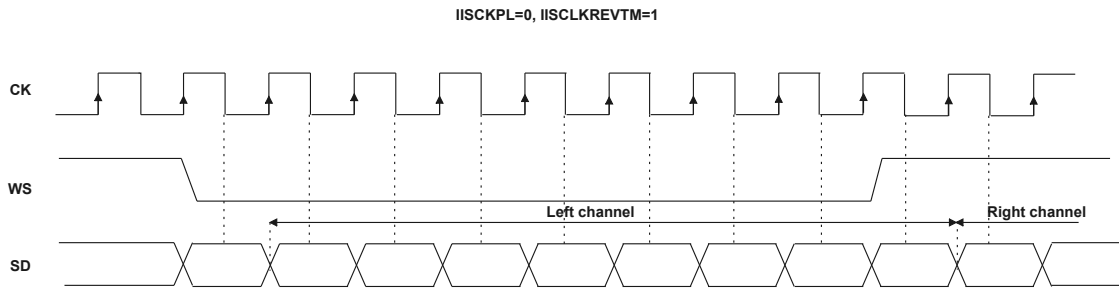 IISCKPL=0, IISCLKREVTM=1
CK
WS
Left channel
Right channel
SD